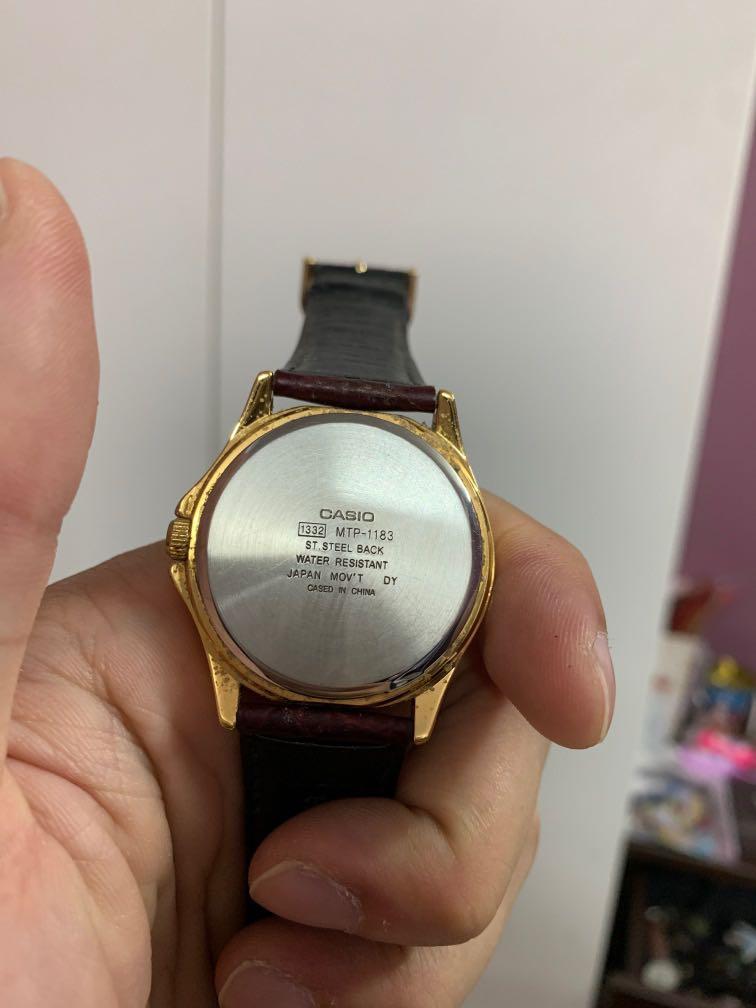 CASIO
1332 MTP-1183
ST.STEEL BACK
WATER RESISTANT
JAPAN MOV'T DY
CASED IN CHINA